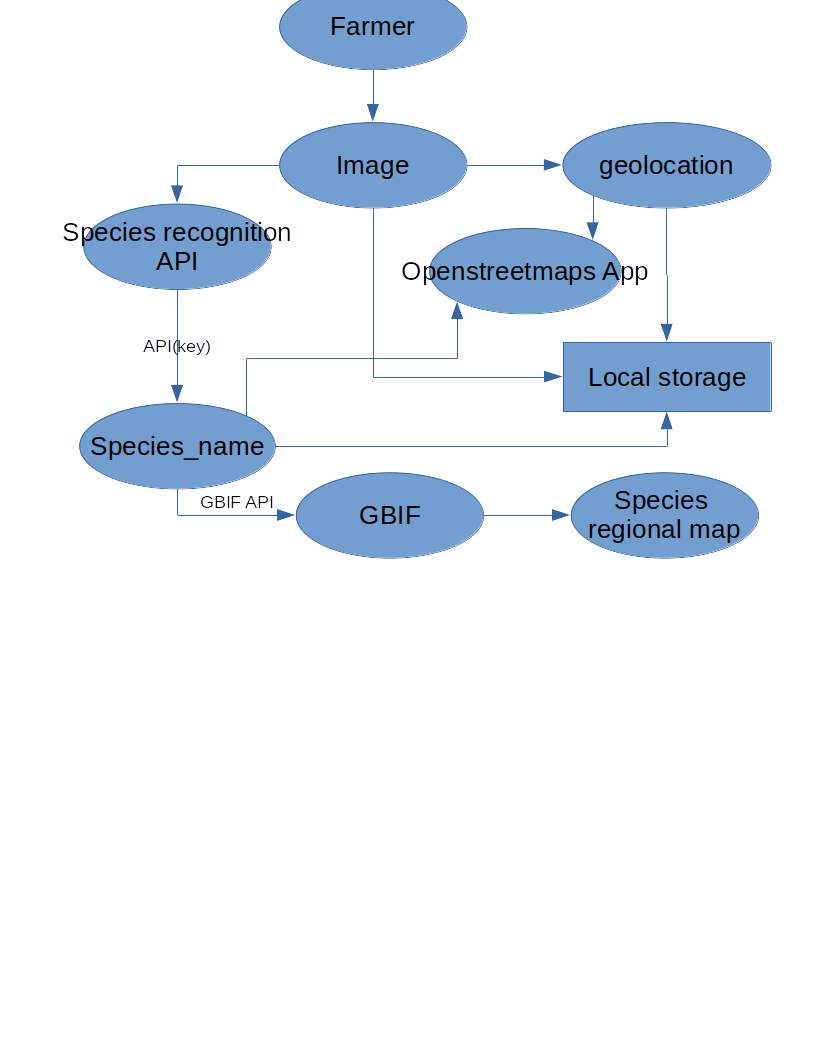 Farmer
Image
geolocation
Species recognition
API
Openstreetmaps App
API(key)
Local storage
Species_name
GBIF API
GBIF
Species
regional map